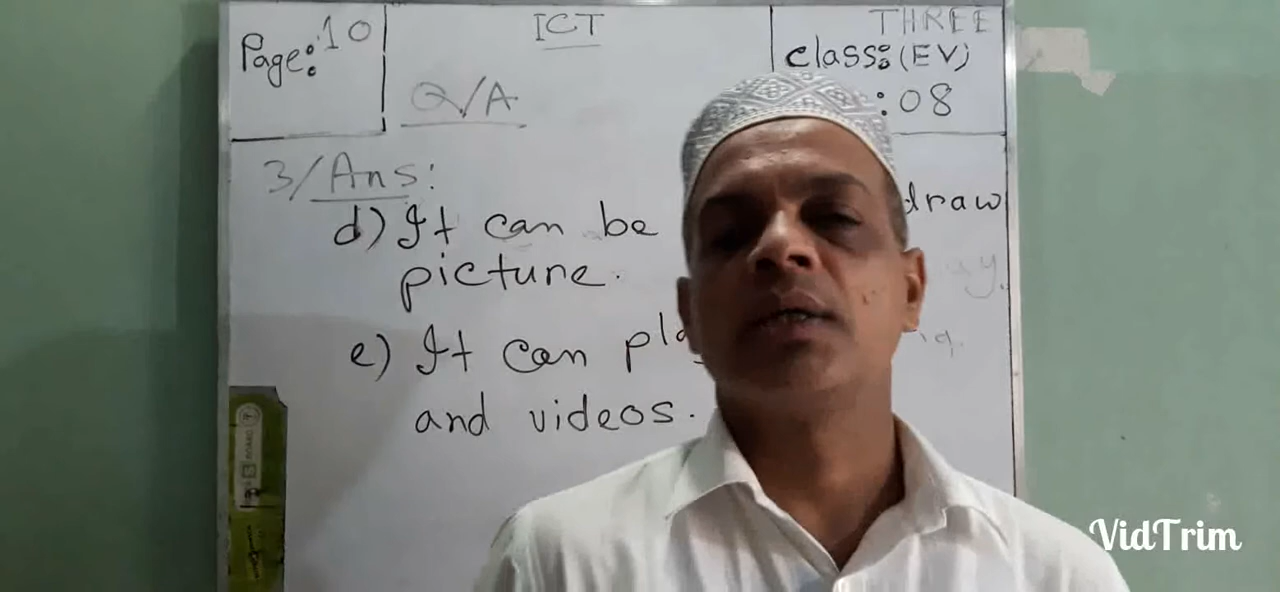 Page: 10
ICT
THREE
Class: (EV)
: 08
Q/A
3/Ans:
d) It can be draw
picture.
e) It can pla
and videos.
VidTrim